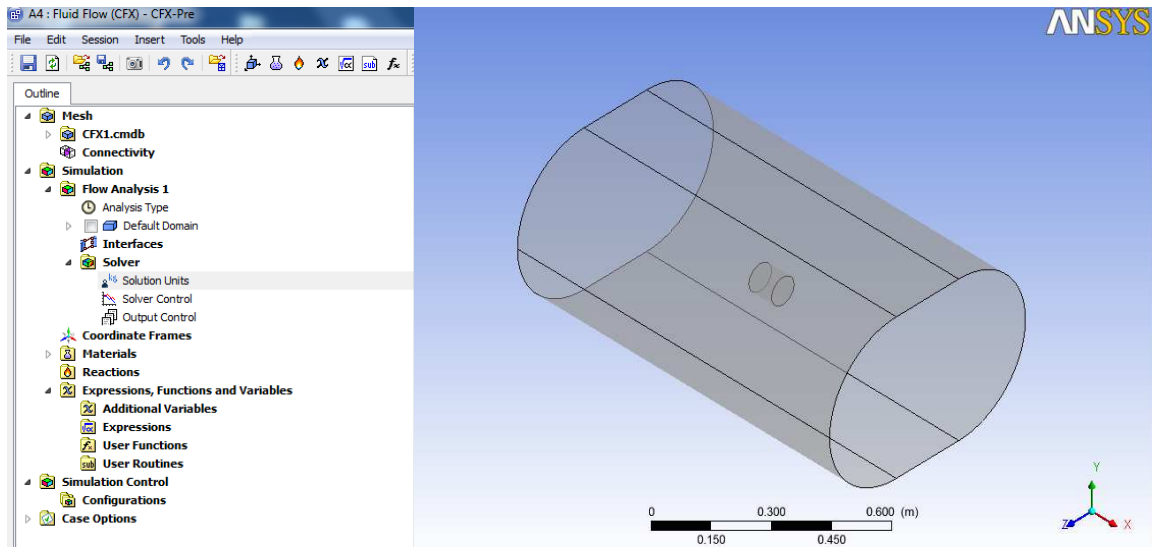 A4 : Fluid Flow (CFX) - CFX-Pre
File Edit Session Insert Tools Help
Outline
Mesh
CFX1.cmdb
Connectivity
Simulation
Flow Analysis 1
Analysis Type
Default Domain
Interfaces
Solver
Solution Units
Solver Control
Output Control
Coordinate Frames
Materials
Reactions
Expressions, Functions and Variables
Additional Variables
Expressions
User Functions
User Routines
Simulation Control
Configurations
Case Options
ANSYS
0 0.300 0.600 (m)
0.150 0.450
Y
Z X